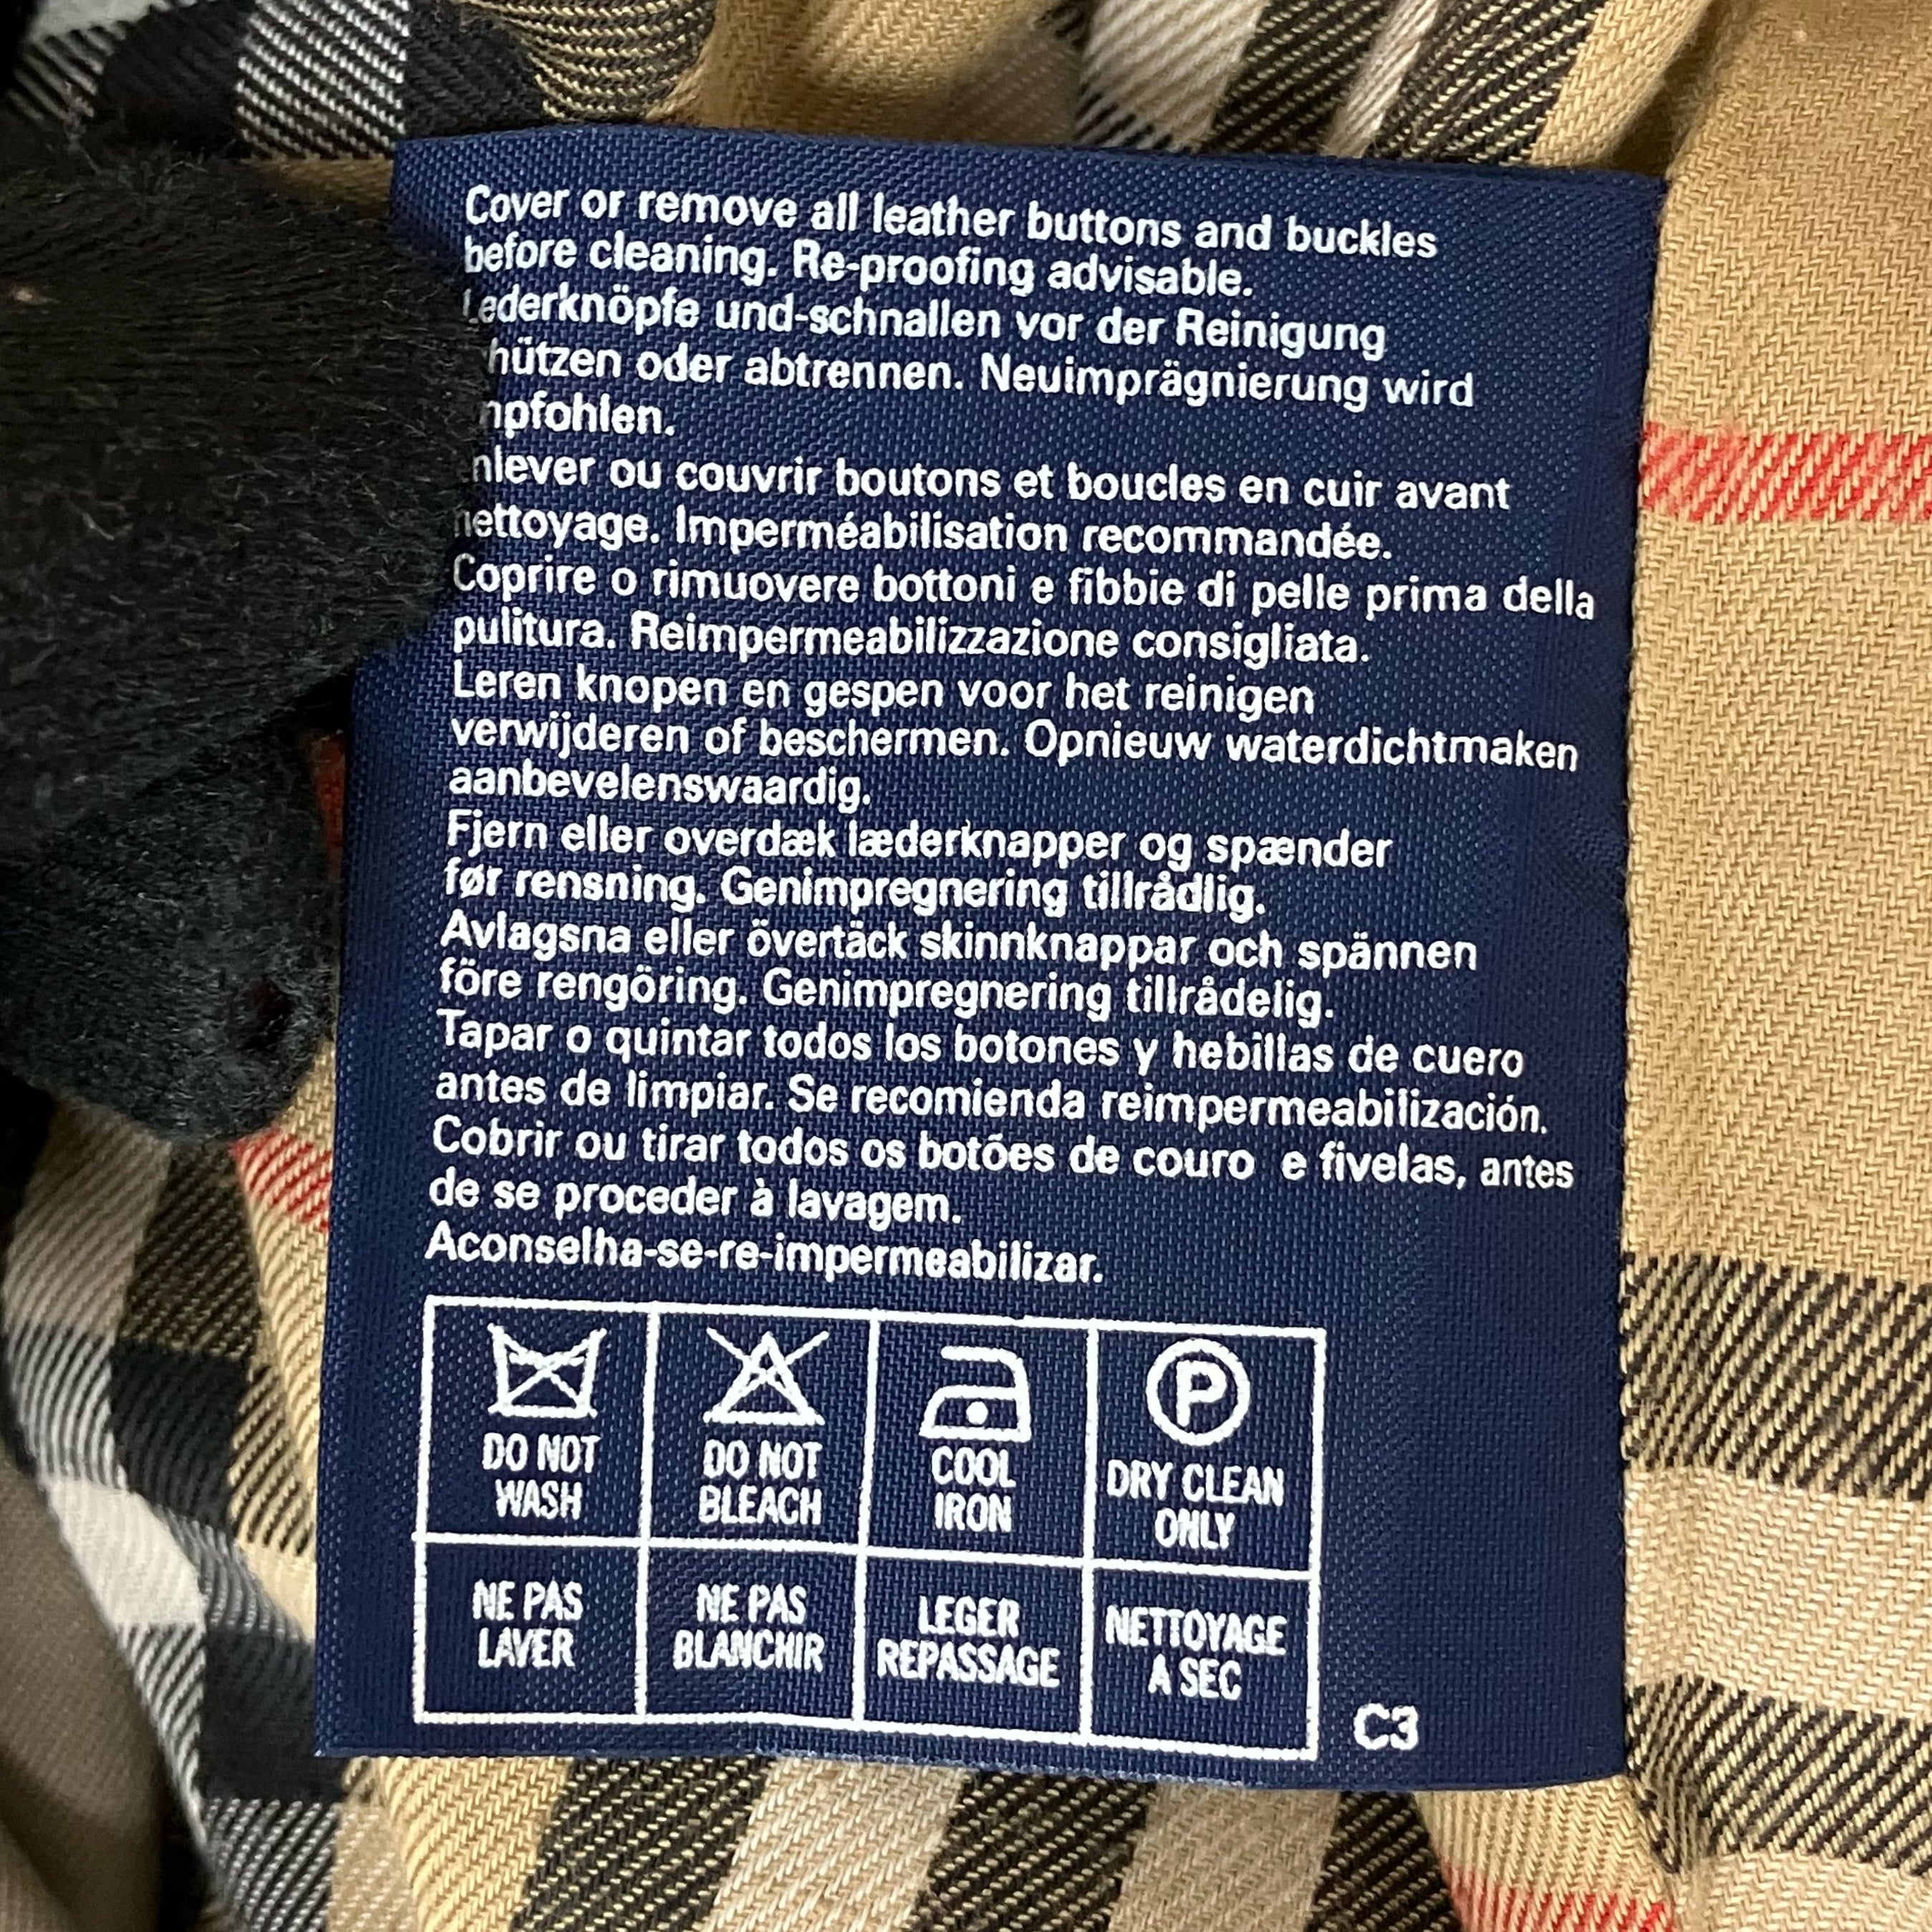 Cover or remove all leather buttons and buckles
before cleaning. Re-proofing advisable.
Lederknöpfe und-schnallen vor der Reinigung
hützen oder abtrennen. Neuimprägnierung wird
npfohlen.
nlever ou couvrir boutons et boucles en cuir avant
nettoyage. Imperméabilisation recommandée.
Coprire o rimuovere bottoni e fibbie di pelle prima della
pulitura. Reimpermeabilizzazione consigliata.
Leren knopen en gespen voor het reinigen
verwijderen of beschermen. Opnieuw waterdichtmaken
aanbevelenswaardig.
Fjern eller overdæk læderknapper og spænder
før rensning. Genimpregnering tillrådlig.
Avlagsna eller övertäck skinnknappar och spännen
före rengöring. Genimpregnering tillrådelig.
Tapar o quintar todos los botones y hebillas de cuero
antes de limpiar. Se recomienda reimpermeabilización.
Cobrir ou tirar todos os botões de couro e fivelas, antes
de se proceder à lavagem.
Aconselha-se-re-impermeabilizar.
P
DO NOT
WASH
DO NOT
BLEACH
COOL
IRON
DRY CLEAN
ONLY
NE PAS
LAVER
NE PAS
BLANCHIR
LEGER
REPASSAGE
NETTOYAGE
A SEC
C3